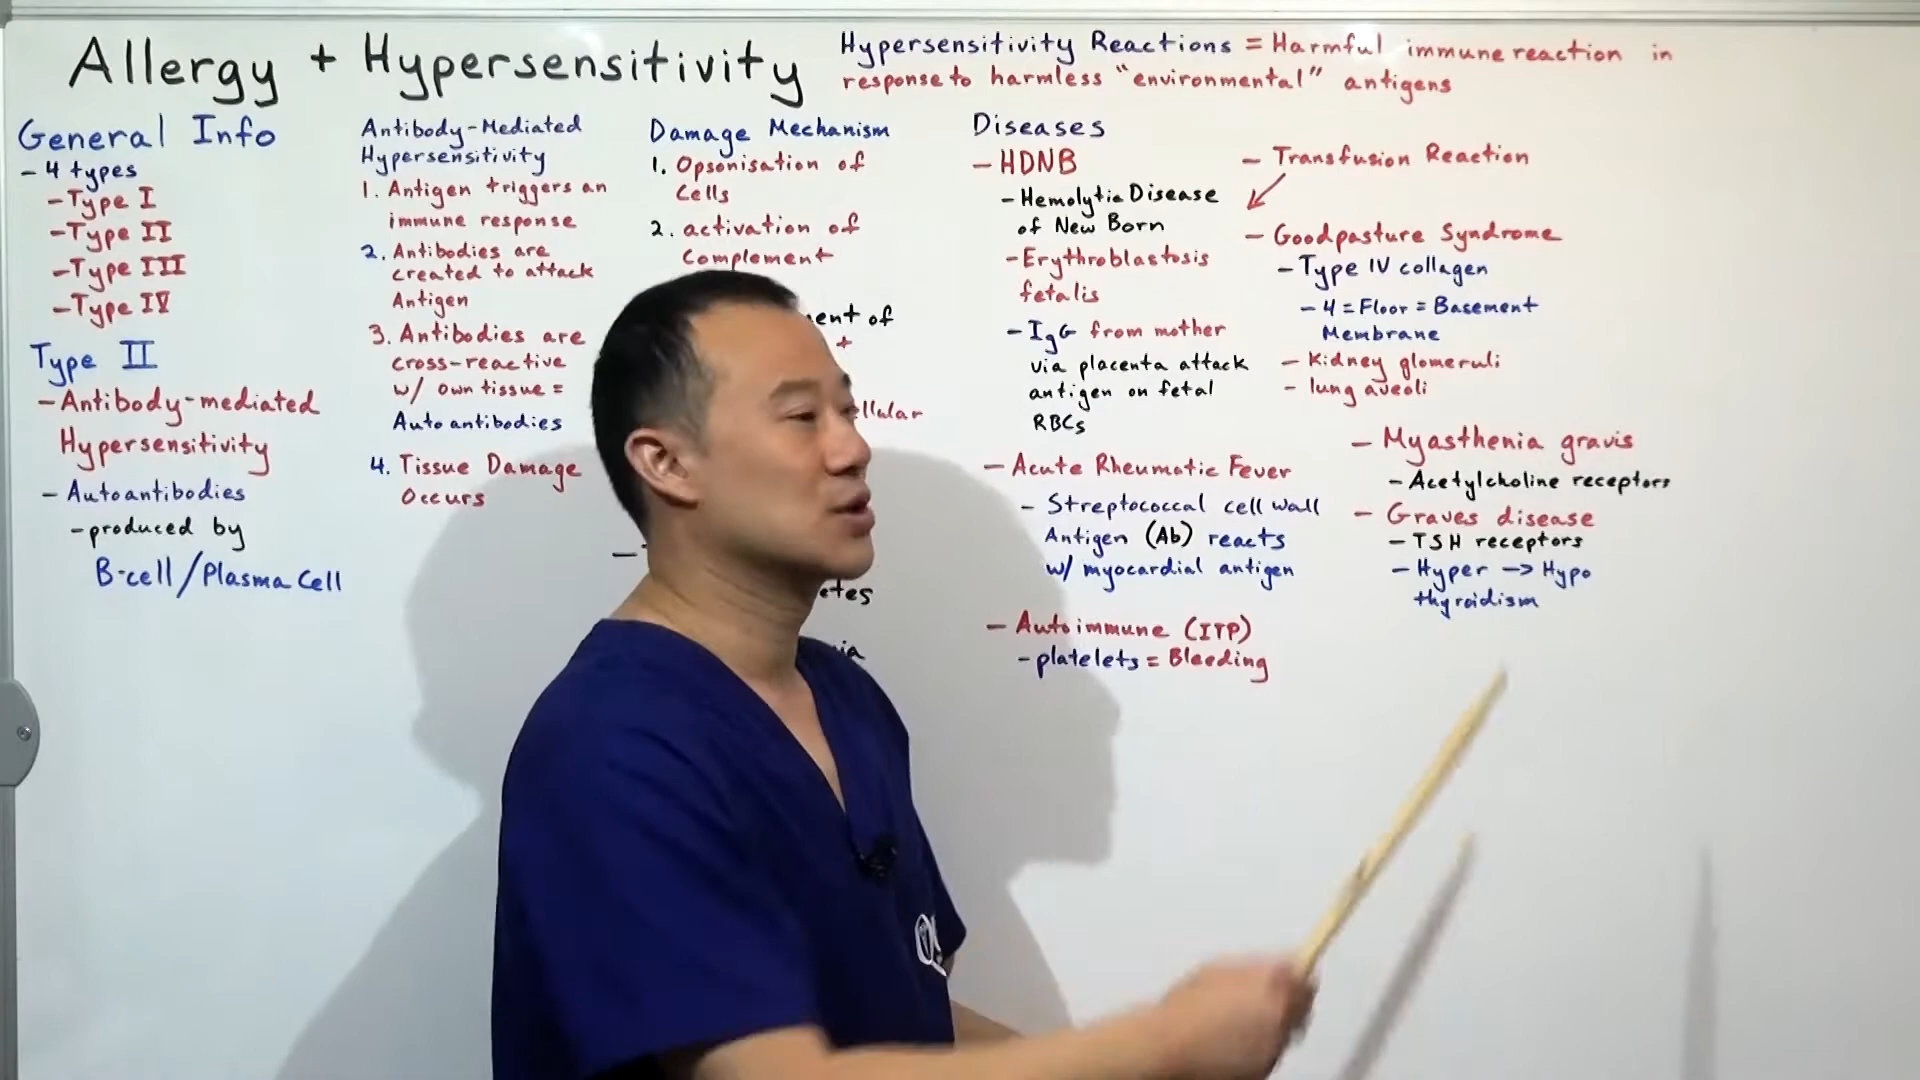 Allergy + Hypersensitivity
Hypersensitivity Reactions = Harmful immune reaction in
response to harmless "environmental" antigens
General Info
- 4 types
- Type I
- Type II
- Type III
- Type IV
Type II
- Antibody-mediated
Hypersensitivity
- Autoantibodies
- produced by
B-cell/Plasma Cell
Antibody-Mediated
Hypersensitivity
1. Antigen triggers an
immune response
2. Antibodies are
created to attack
Antigen
3. Antibodies are
cross-reactive
w/ own tissue =
Autoantibodies
4. Tissue Damage
Occurs
Damage Mechanism
1. Opsonisation of
Cells
2. activation of
Complement
of
+
Diseases
- HDNB
- Hemolytic Disease
of New Born
- Erythroblastosis
fetalis
- IgG from mother
via placenta attack
antigen on fetal
RBCs
- Acute Rheumatic Fever
- Streptococcal cell wall
Antigen (Ab) reacts
w/ myocardial antigen
- Autoimmune (ITP)
- platelets = Bleeding
- Transfusion Reaction
- Goodpasture Syndrome
- Type IV collagen
- 4 = Floor = Basement
Membrane
- Kidney glomeruli
- lung aveoli
- Myasthenia gravis
- Acetylcholine receptors
- Graves disease
- TSH receptors
- Hyper -> Hypo
thyroidism